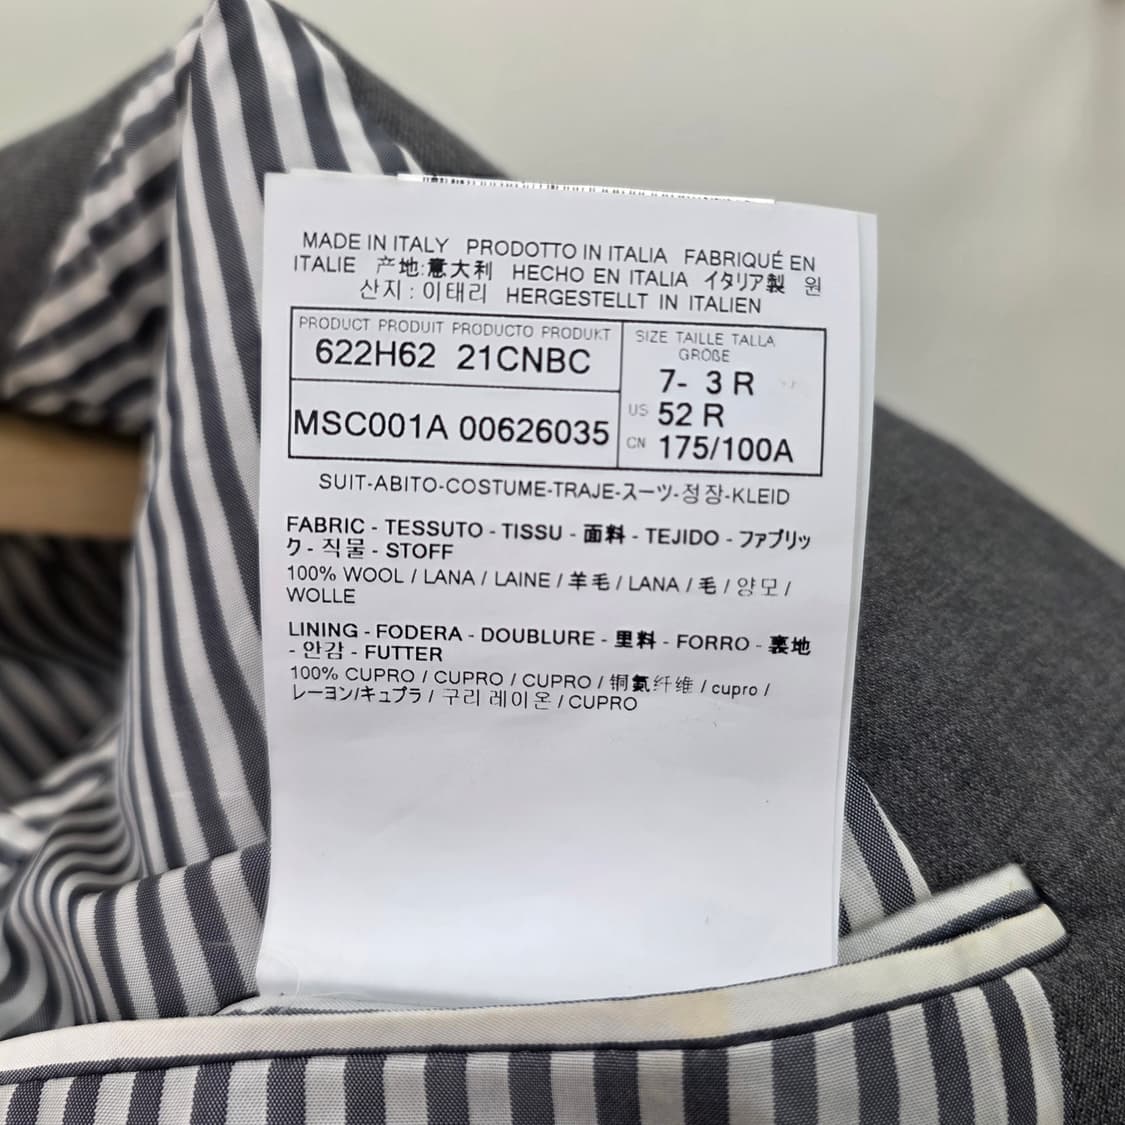 MADE IN ITALY PRODOTTO IN ITALIA FABRIQUÉ EN
ITALIE 产地:意大利 HECHO EN ITALIA イタリア製 원
산지 : 이태리 HERGESTELLT IN ITALIEN
PRODUCT PRODUIT PRODUCTO PRODUKT
622H62 21CNBC
MSC001A 00626035
SIZE TAILLE TALLA
GRÖßE
7- 3 R
US 52 R
CN 175/100A
SUIT-ABITO-COSTUME-TRAJE-スーツ-정장-KLEID
FABRIC - TESSUTO - TISSU - 面料 - TEJIDO - ファブリッ
ク - 직물 - STOFF
100% WOOL / LANA / LAINE / 羊毛 / LANA / 毛 / 양모 /
WOLLE
LINING - FODERA - DOUBLURE - 里料 - FORRO - 裏地
- 안감 - FUTTER
100% CUPRO / CUPRO / CUPRO / 铜氨纤维 / cupro /
レーヨン/キュプラ / 구리 레이온 / CUPRO